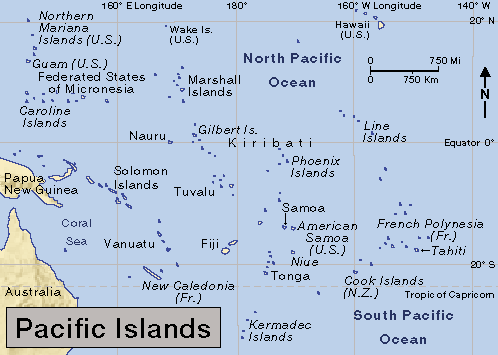 160° E Longitude
180°
160° W Longitude
140°
Northern
Mariana
Islands (U.S.)
Wake Is.
(U.S.)
Hawaii
(U.S.)
20° N
Guam (U.S.)
North Pacific
Ocean
0
750 Mi
0
750 Km
N
Federated States
of Micronesia
Marshall
Islands
Caroline
Islands
Nauru
Gilbert Is.
Kiribati
Line
Islands
Equator 0°
Phoenix
Islands
Papua
New Guinea
Solomon
Islands
Tuvalu
Samoa
American
Samoa
(U.S.)
French Polynesia
(Fr.)
Tahiti
Coral
Sea
Vanuatu
Fiji
Niue
Tonga
20° S
New Caledonia
(Fr.)
Cook Islands
(N.Z.)
Tropic of Capricorn
Australia
Pacific Islands
Kermadec
Islands
South Pacific
Ocean